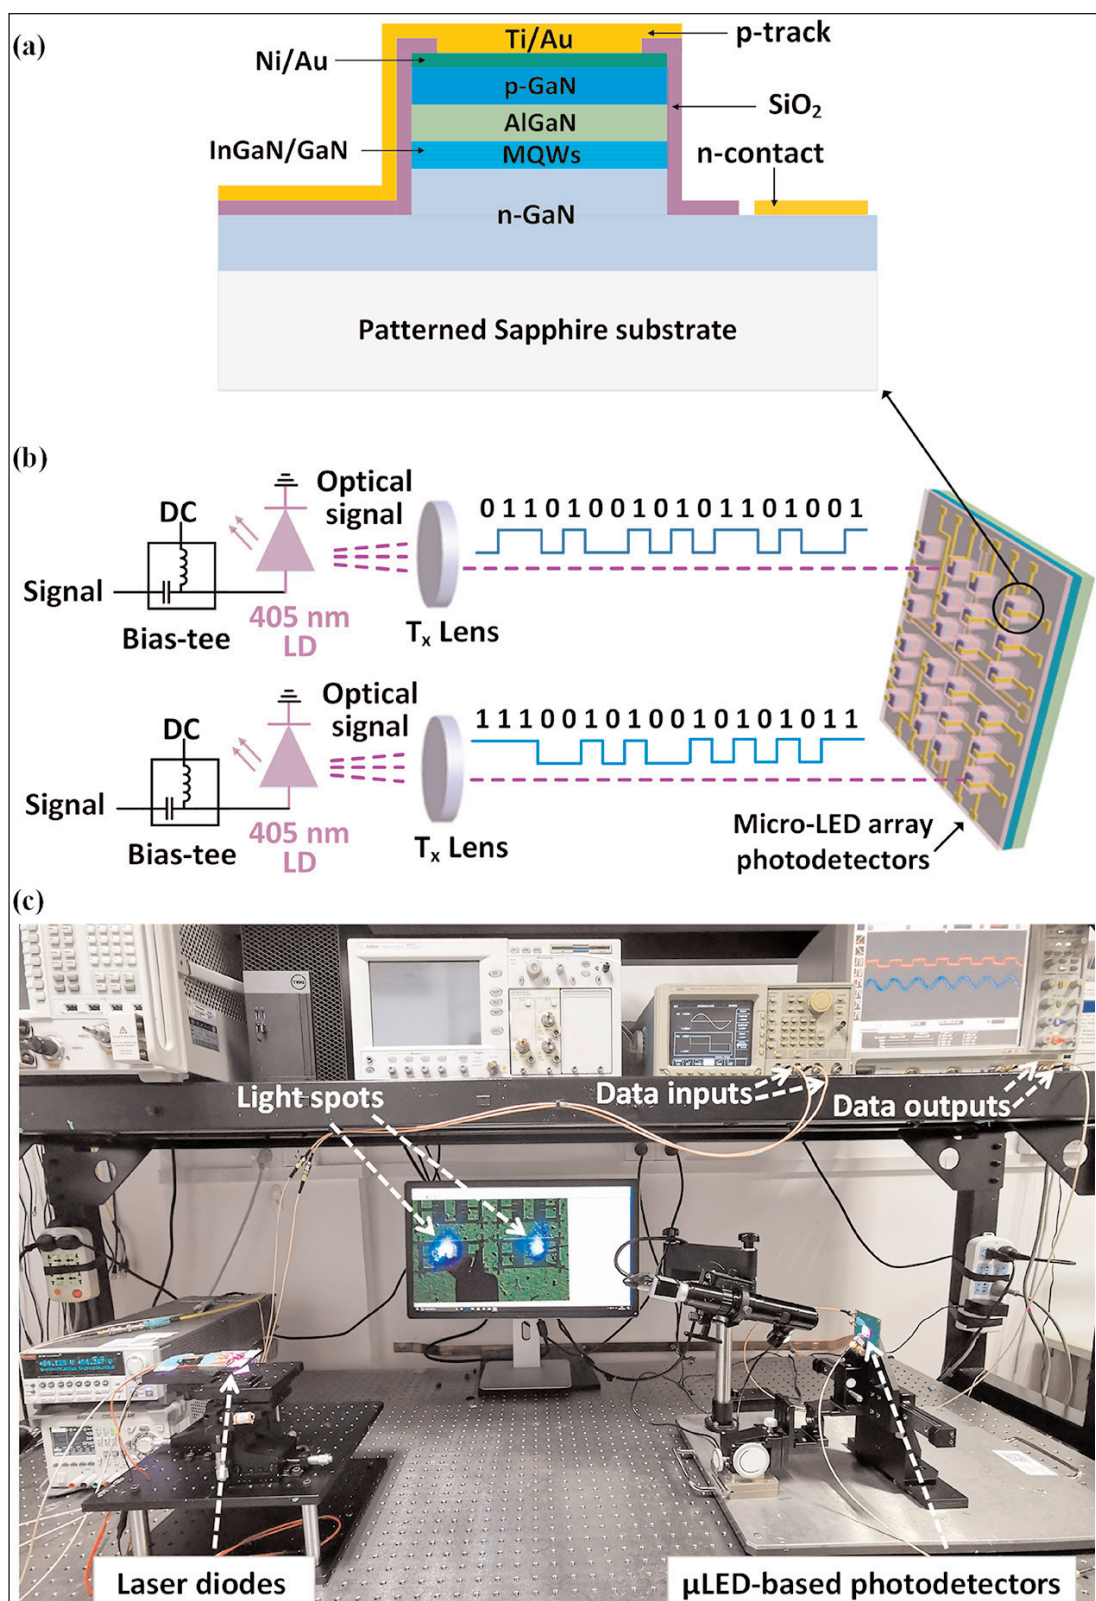 (a)
Ti/Au
p-track
Ni/Au
p-GaN
SiO₂
AlGaN
InGaN/GaN
MQWs
n-contact
n-GaN
Patterned Sapphire substrate
(b)
Optical
signal
DC
0 1 1 0 1 0 0 1 0 1 0 1 1 0 1 0 0 1
Signal
Bias-tee
405 nm
LD
Tₓ Lens
Optical
signal
DC
1 1 1 0 0 1 0 1 0 0 1 0 1 0 1 0 1 1
Signal
Bias-tee
405 nm
LD
Tₓ Lens
Micro-LED array
photodetectors
(c)
Light spots
Data inputs
Data outputs
Laser diodes
μLED-based photodetectors